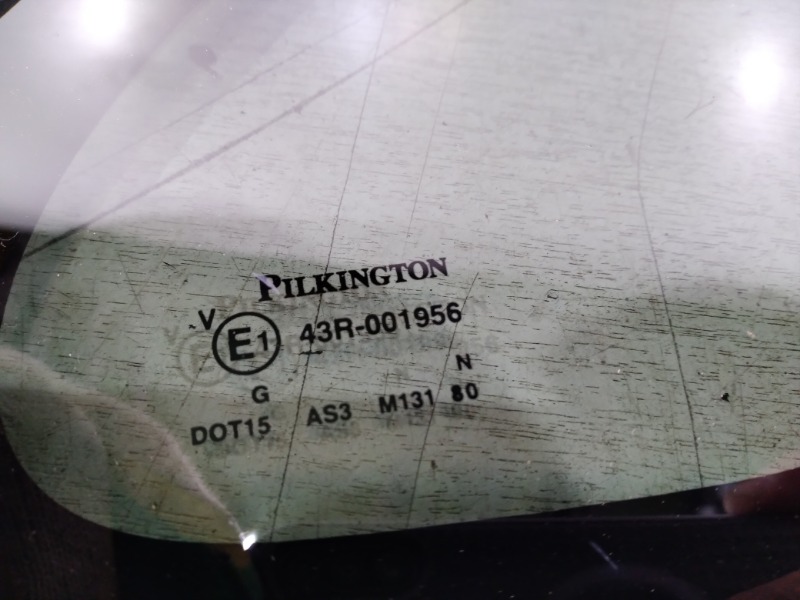 PILKINGTON
V E1 43R-001956
N
G
DOT15 AS3 M131 80